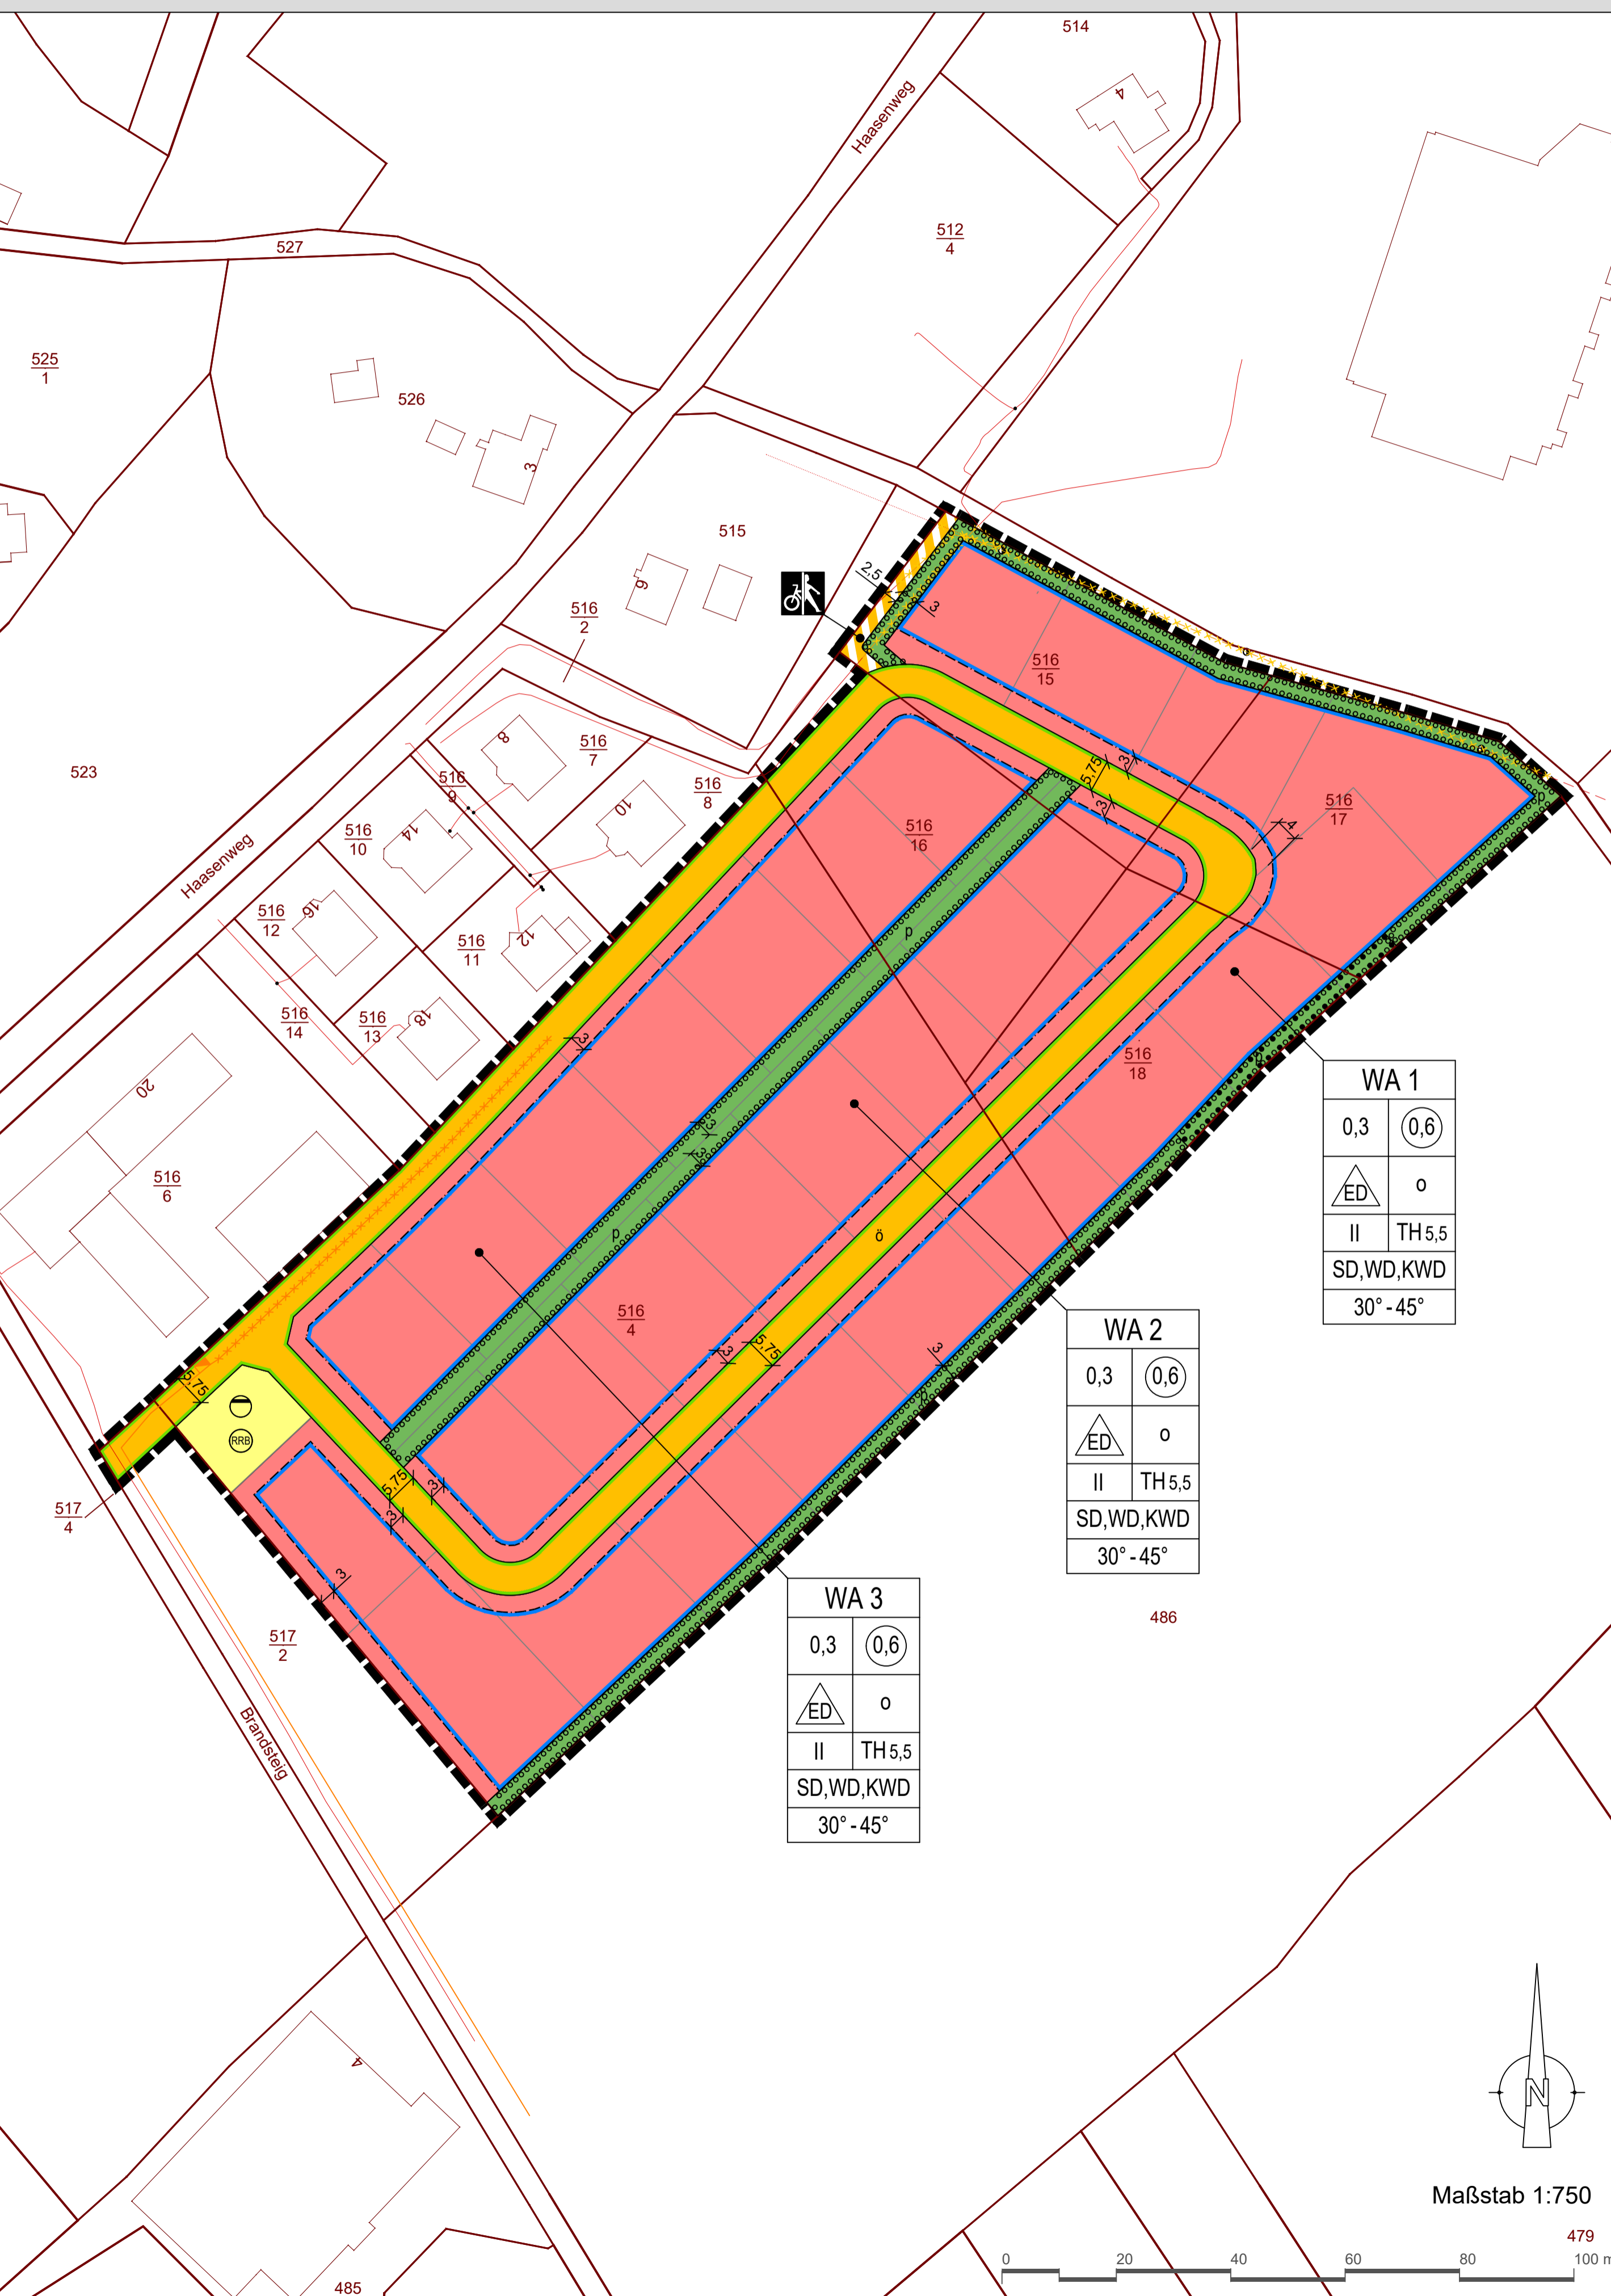 514
4
Haasenweg
527
512
4
525
1
526
3
515
9
516
2
2,5
3
516
15
8
516
7
516
9
516
8
10
523
516
10
14
516
16
516
17
5,75
3
3
4
Haasenweg
516
12
16
516
11
12
p
516
14
516
13
18
3
516
18
20
516
6
3
3
p
ö
516
4
WA 1
0,3
0,6
ED
o
II
TH 5,5
SD,WD,KWD
30° - 45°
3
5,75
3
WA 2
0,3
0,6
ED
o
II
TH 5,5
SD,WD,KWD
30° - 45°
5,75
RRB
5,75
3
3
517
4
3
WA 3
0,3
0,6
ED
o
II
TH 5,5
SD,WD,KWD
30° - 45°
486
517
2
Brandsteig
4
N
Maßstab 1:750
479
0 20 40 60 80 100 m
485